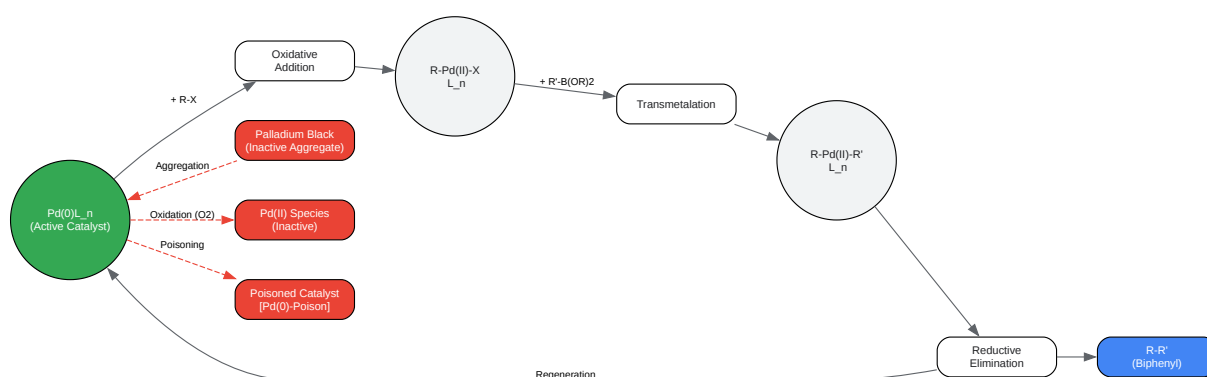 Oxidative
Addition
R-Pd(II)-X
L_n
+ R'-B(OR)2
Transmetalation
+ R-X
Palladium Black
(Inactive Aggregate)
Aggregation
R-Pd(II)-R'
L_n
Pd(0)L_n
(Active Catalyst)
Oxidation (O2)
Pd(II) Species
(Inactive)
Poisoning
Poisoned Catalyst
[Pd(0)-Poison]
Reductive
Elimination
R-R'
(Biphenyl)
Regeneration